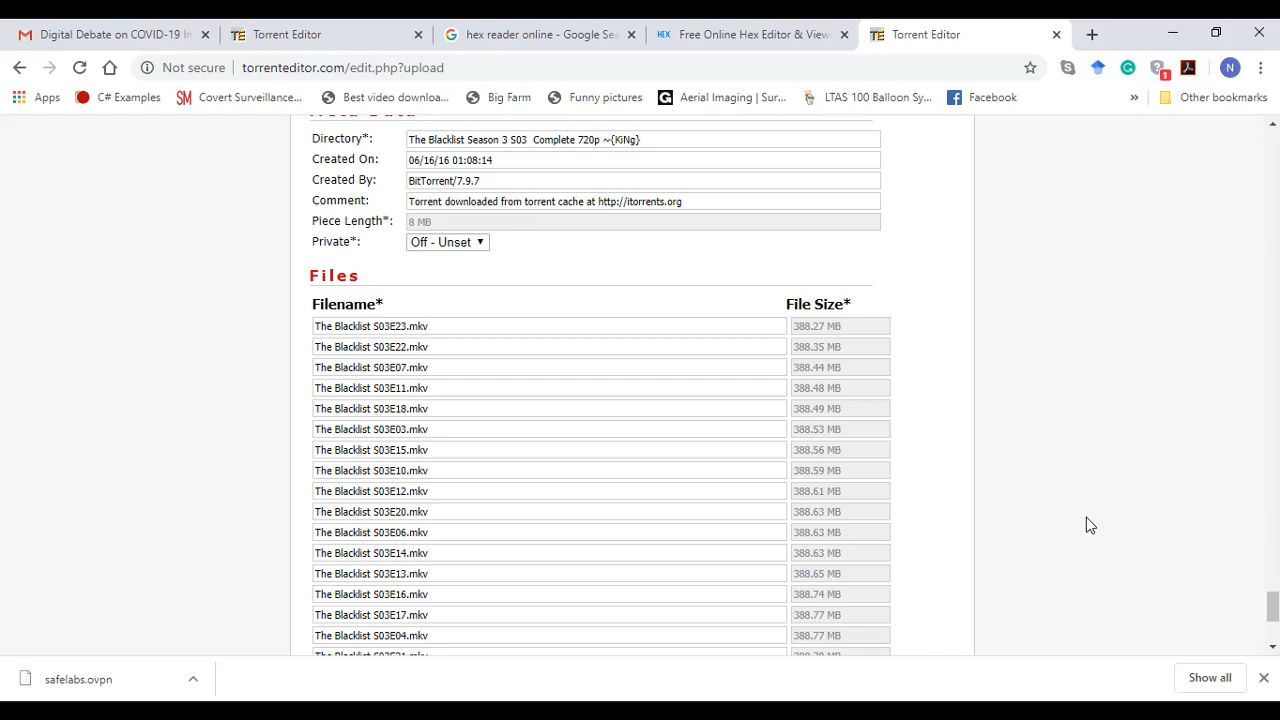 Digital Debate on COVID-19 In
Torrent Editor
hex reader online - Google Sea
HEX Free Online Hex Editor & View
Torrent Editor
Not secure torrenteditor.com/edit.php?upload
Apps C# Examples SM Covert Surveillance... Best video downloa... Big Farm Funny pictures Aerial Imaging | Sur... LTAS 100 Balloon Sy... Facebook » Other bookmarks
Directory*: The Blacklist Season 3 S03 Complete 720p ~{KiNg}
Created On: 06/16/16 01:08:14
Created By: BitTorrent/7.9.7
Comment: Torrent downloaded from torrent cache at http://itorrents.org
Piece Length*: 8 MB
Private*: Off - Unset
Files
Filename* File Size*
The Blacklist S03E23.mkv 388.27 MB
The Blacklist S03E22.mkv 388.35 MB
The Blacklist S03E07.mkv 388.44 MB
The Blacklist S03E11.mkv 388.48 MB
The Blacklist S03E18.mkv 388.49 MB
The Blacklist S03E03.mkv 388.53 MB
The Blacklist S03E15.mkv 388.56 MB
The Blacklist S03E10.mkv 388.59 MB
The Blacklist S03E12.mkv 388.61 MB
The Blacklist S03E20.mkv 388.63 MB
The Blacklist S03E06.mkv 388.63 MB
The Blacklist S03E14.mkv 388.63 MB
The Blacklist S03E13.mkv 388.65 MB
The Blacklist S03E16.mkv 388.74 MB
The Blacklist S03E17.mkv 388.77 MB
The Blacklist S03E04.mkv 388.77 MB
safelabs.ovpn
Show all